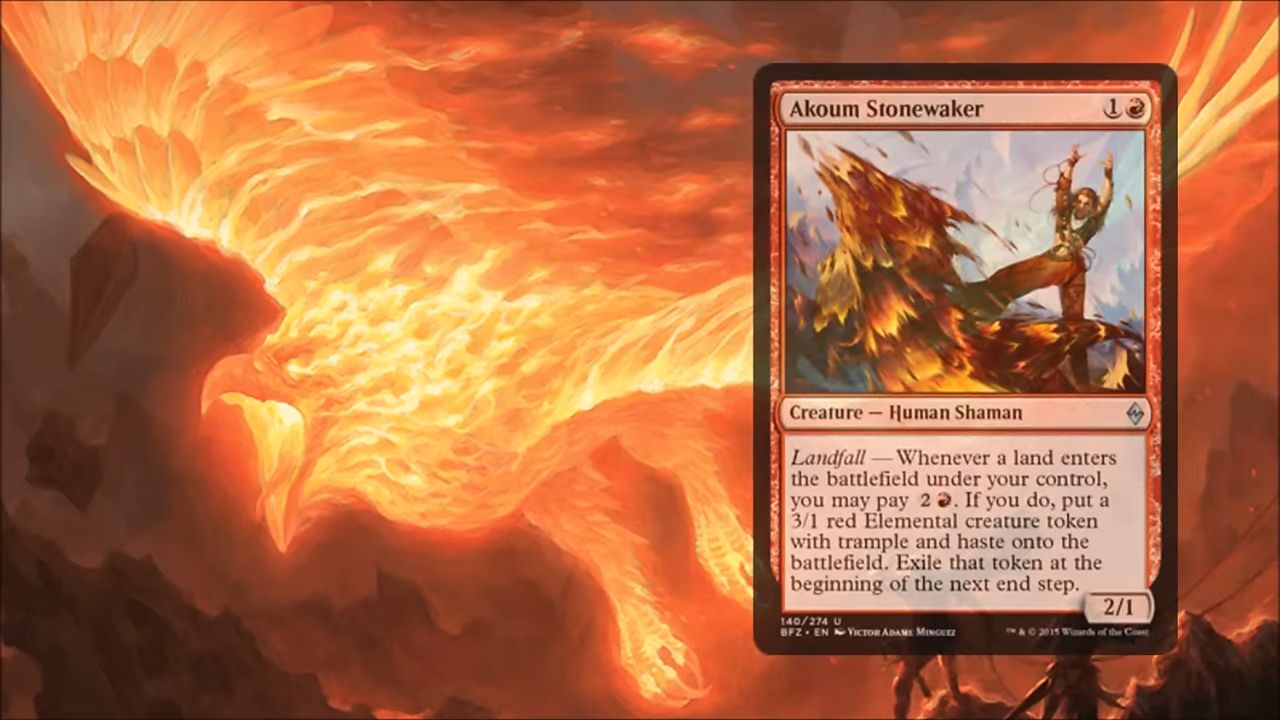 Akoum Stonewaker 1
Creature — Human Shaman
Landfall — Whenever a land enters
the battlefield under your control,
you may pay 2 . If you do, put a
3/1 red Elemental creature token
with trample and haste onto the
battlefield. Exile that token at the
beginning of the next end step.
2/1
140/274 U
BFZ • EN Victor Adame Minguez
™ & © 2015 Wizards of the Coast